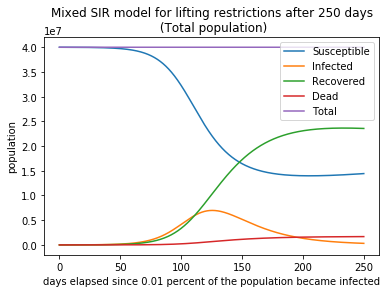 Mixed SIR model for lifting restrictions after 250 days
(Total population)
1e7
4.0
3.5
3.0
2.5
2.0
1.5
1.0
0.5
0.0
population
Susceptible
Infected
Recovered
Dead
Total
0 50 100 150 200 250
days elapsed since 0.01 percent of the population became infected